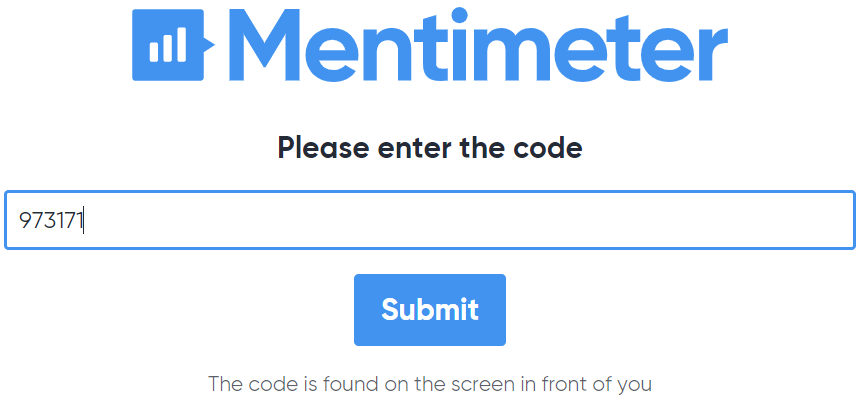 Mentimeter
Please enter the code
973171
Submit
The code is found on the screen in front of you